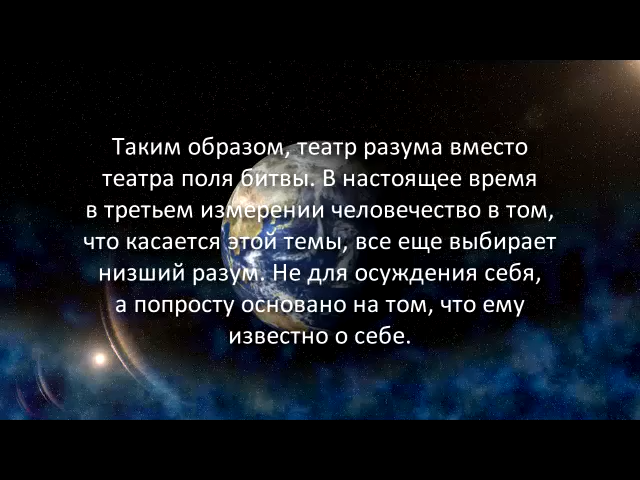 Таким образом, театр разума вместо
театра поля битвы. В настоящее время
в третьем измерении человечество в том,
что касается этой темы, все еще выбирает
низший разум. Не для осуждения себя,
а попросту основано на том, что ему
известно о себе.